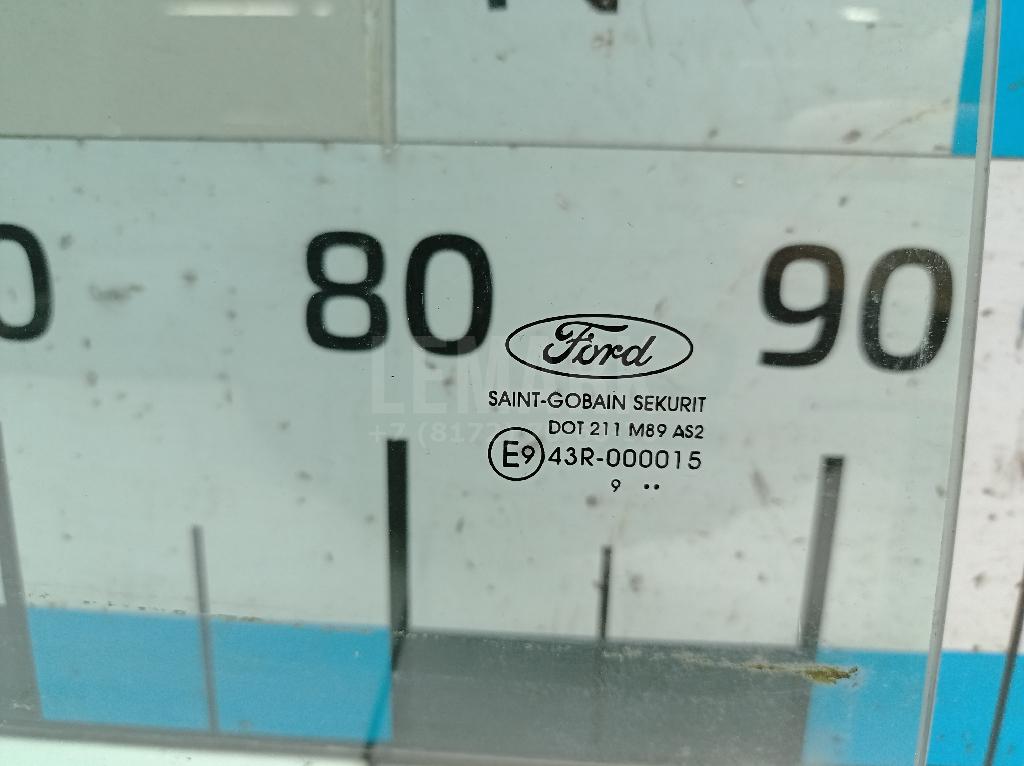 80
90
Ford
SAINT-GOBAIN SEKURIT
DOT 211 M89 AS2
E9 43R-000015
9 ••